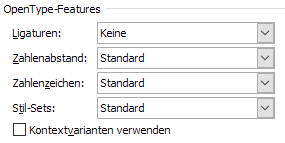 OpenType-Features
Ligaturen: Keine
Zahlenabstand: Standard
Zahlenzeichen: Standard
Stil-Sets: Standard
Kontextvarianten verwenden